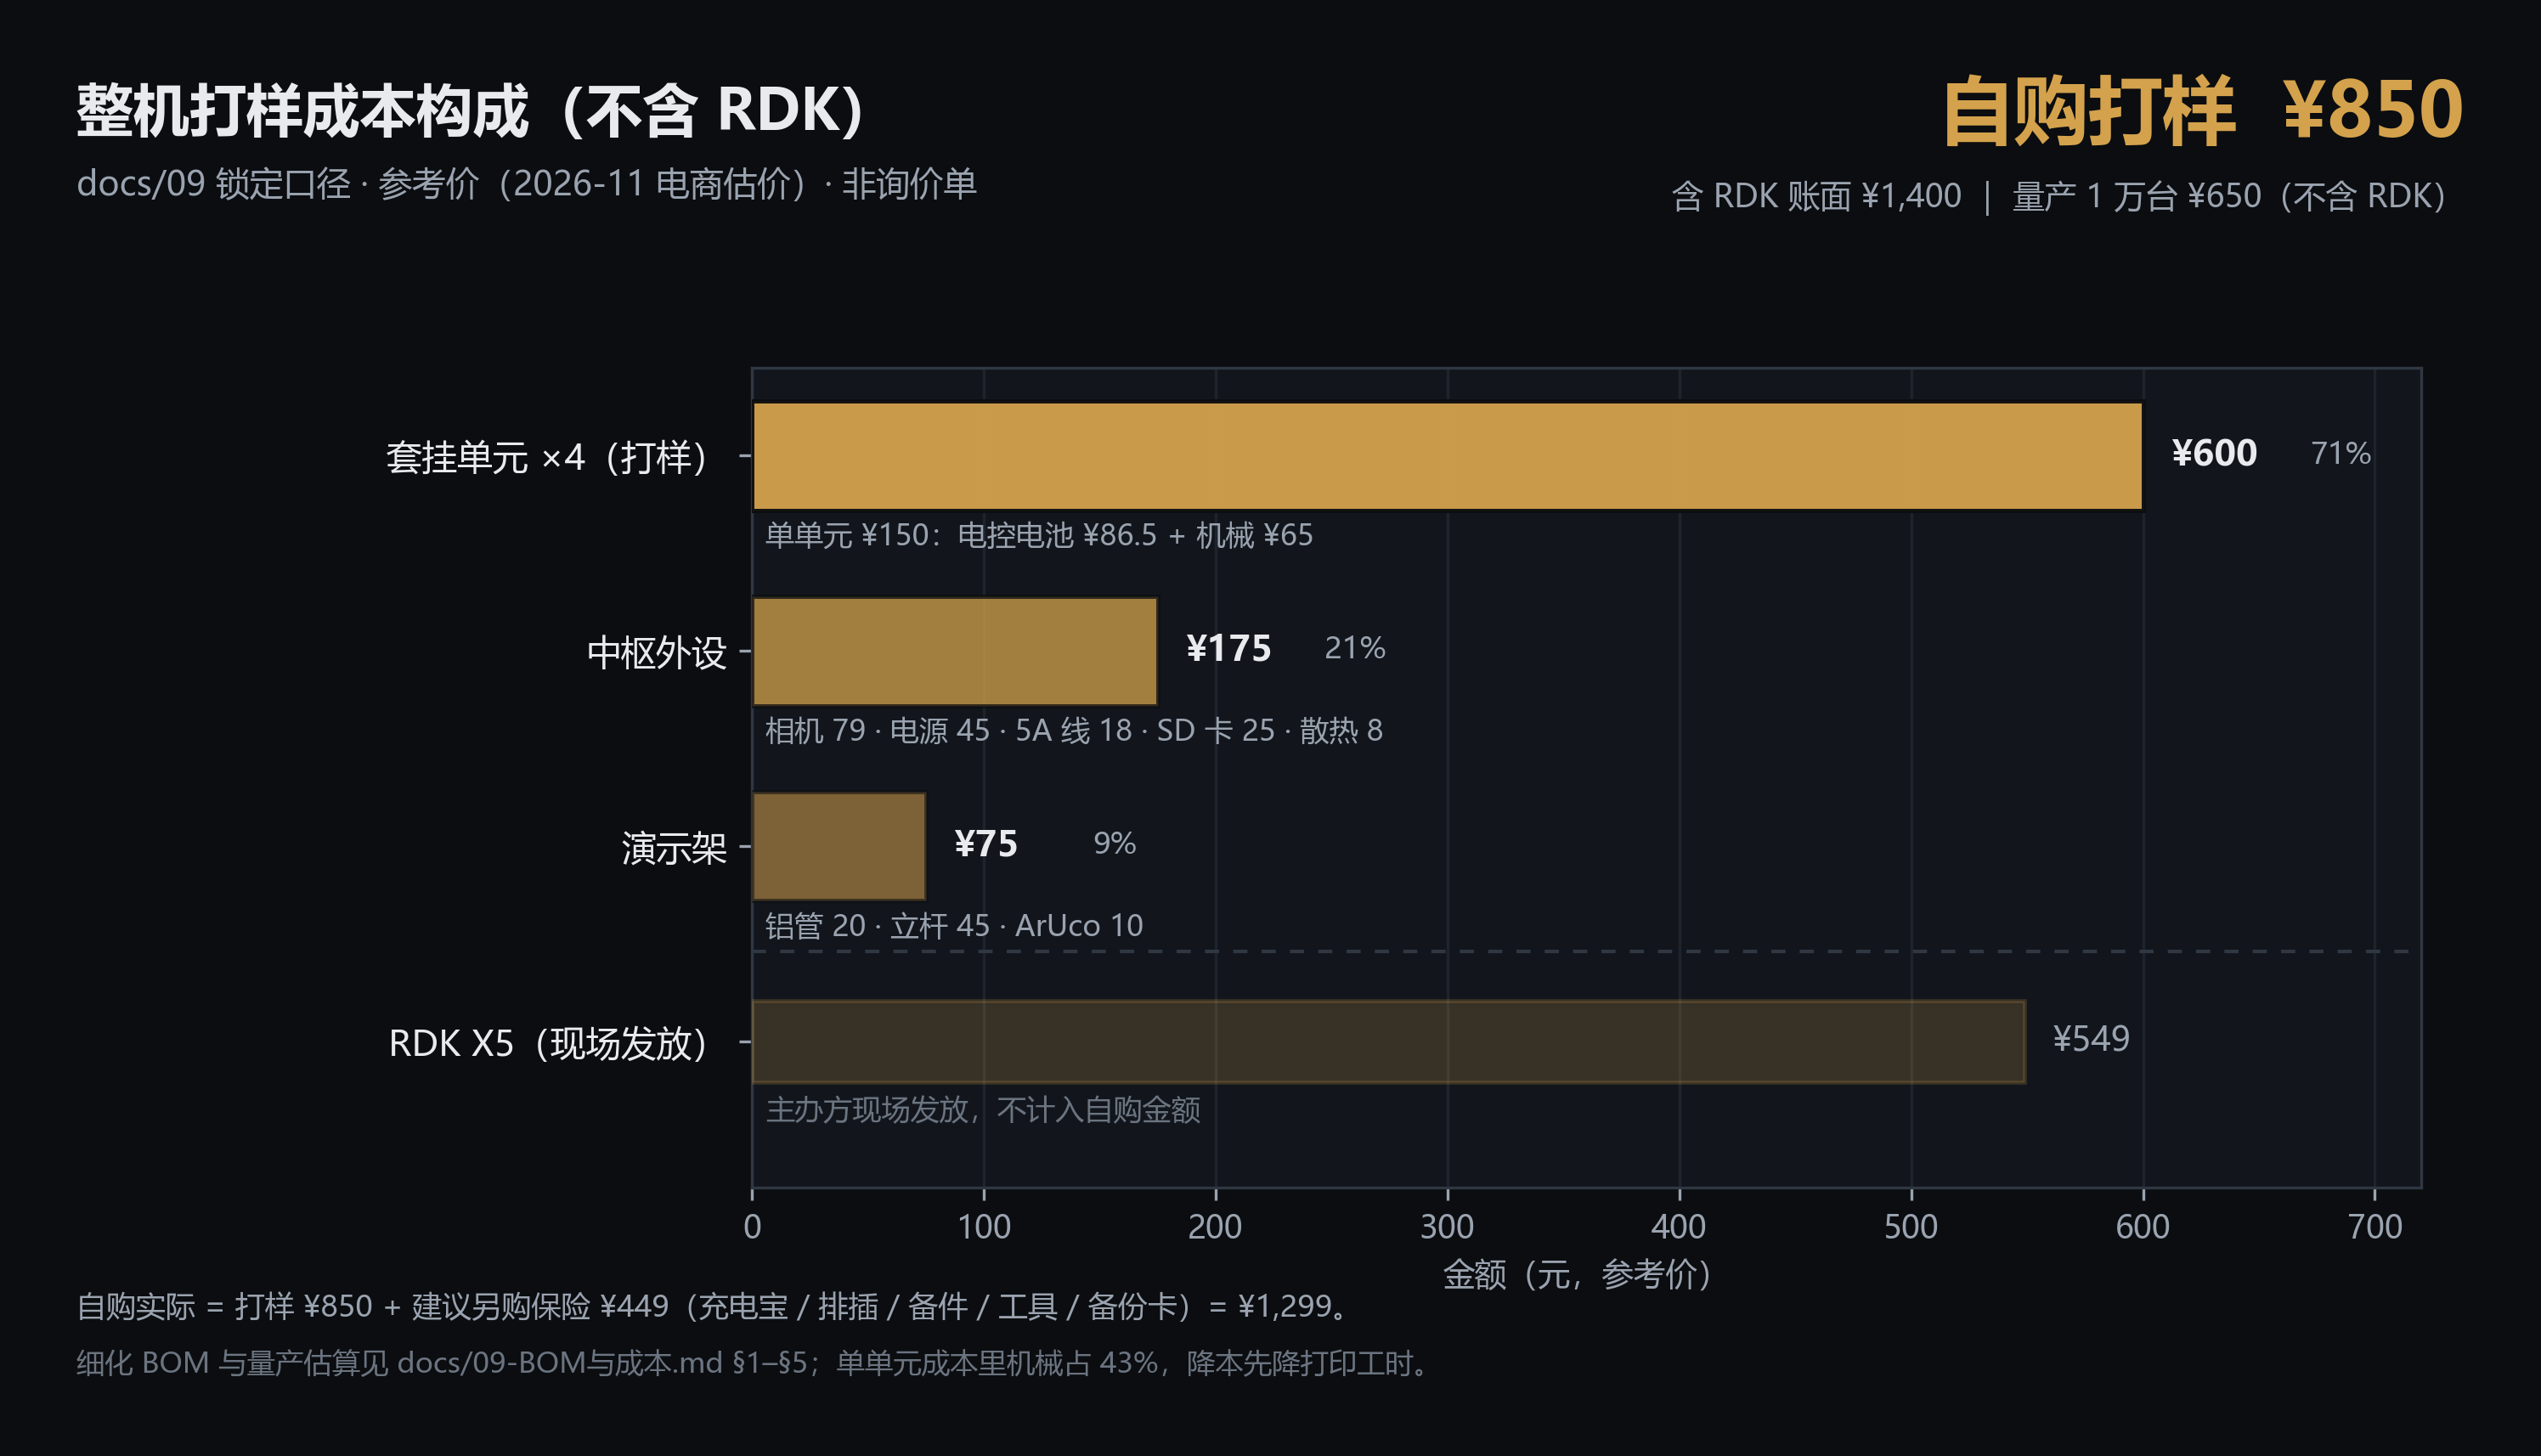 整机打样成本构成（不含 RDK）
docs/09 锁定口径 · 参考价（2026-11 电商估价）· 非询价单
自购打样 ¥850
含 RDK 账面 ¥1,400 ｜ 量产 1 万台 ¥650（不含 RDK）
套挂单元 ×4（打样）
¥600 71%
单单元 ¥150：电控电池 ¥86.5 + 机械 ¥65
中枢外设
¥175 21%
相机 79 · 电源 45 · 5A 线 18 · SD 卡 25 · 散热 8
演示架
¥75 9%
铝管 20 · 立杆 45 · ArUco 10
RDK X5（现场发放）
¥549
主办方现场发放，不计入自购金额
0 100 200 300 400 500 600 700
金额（元，参考价）
自购实际 = 打样 ¥850 + 建议另购保险 ¥449（充电宝 / 排插 / 备件 / 工具 / 备份卡）= ¥1,299。
细化 BOM 与量产估算见 docs/09-BOM与成本.md §1–§5；单单元成本里机械占 43%，降本先降打印工时。